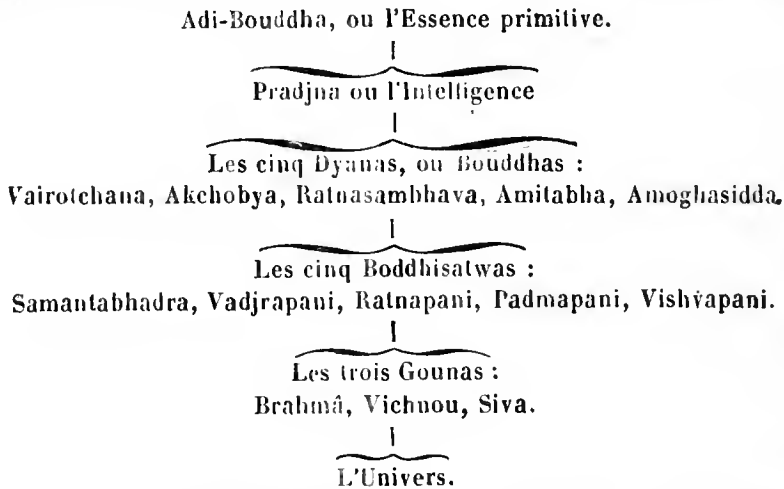 Adi-Bouddha, ou l'Essence primitive.
Pradjna ou l'Intelligence
Les cinq Dyanas, ou Bouddhas :
Vairotchana, Akchobya, Ratnasambhava, Amitabha, Amoghasidda.
Les cinq Boddhisatwas :
Samantabhadra, Vadjrapani, Ratnapani, Padmapani, Vishvapani.
Les trois Gounas :
Brahmâ, Vichnou, Siva.
L'Univers.